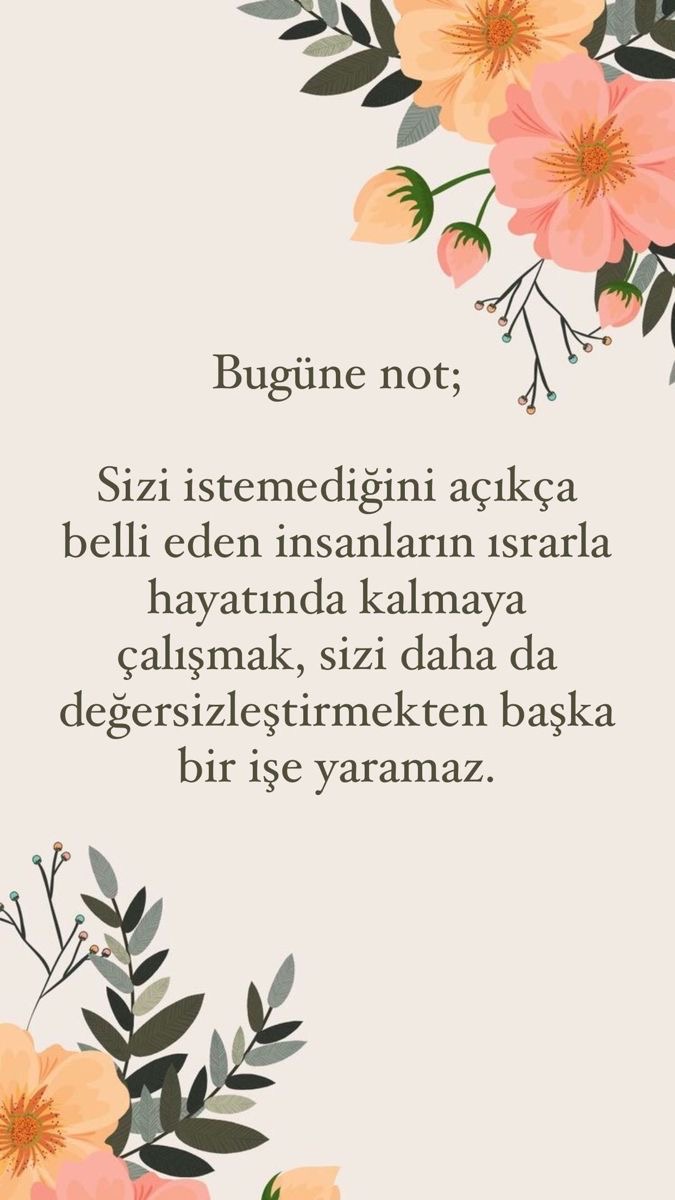 Bugüne not;
Sizi istemediğini açıkça
belli eden insanların ısrarla
hayatında kalmaya
çalışmak, sizi daha da
değersizleştirmekten başka
bir işe yaramaz.